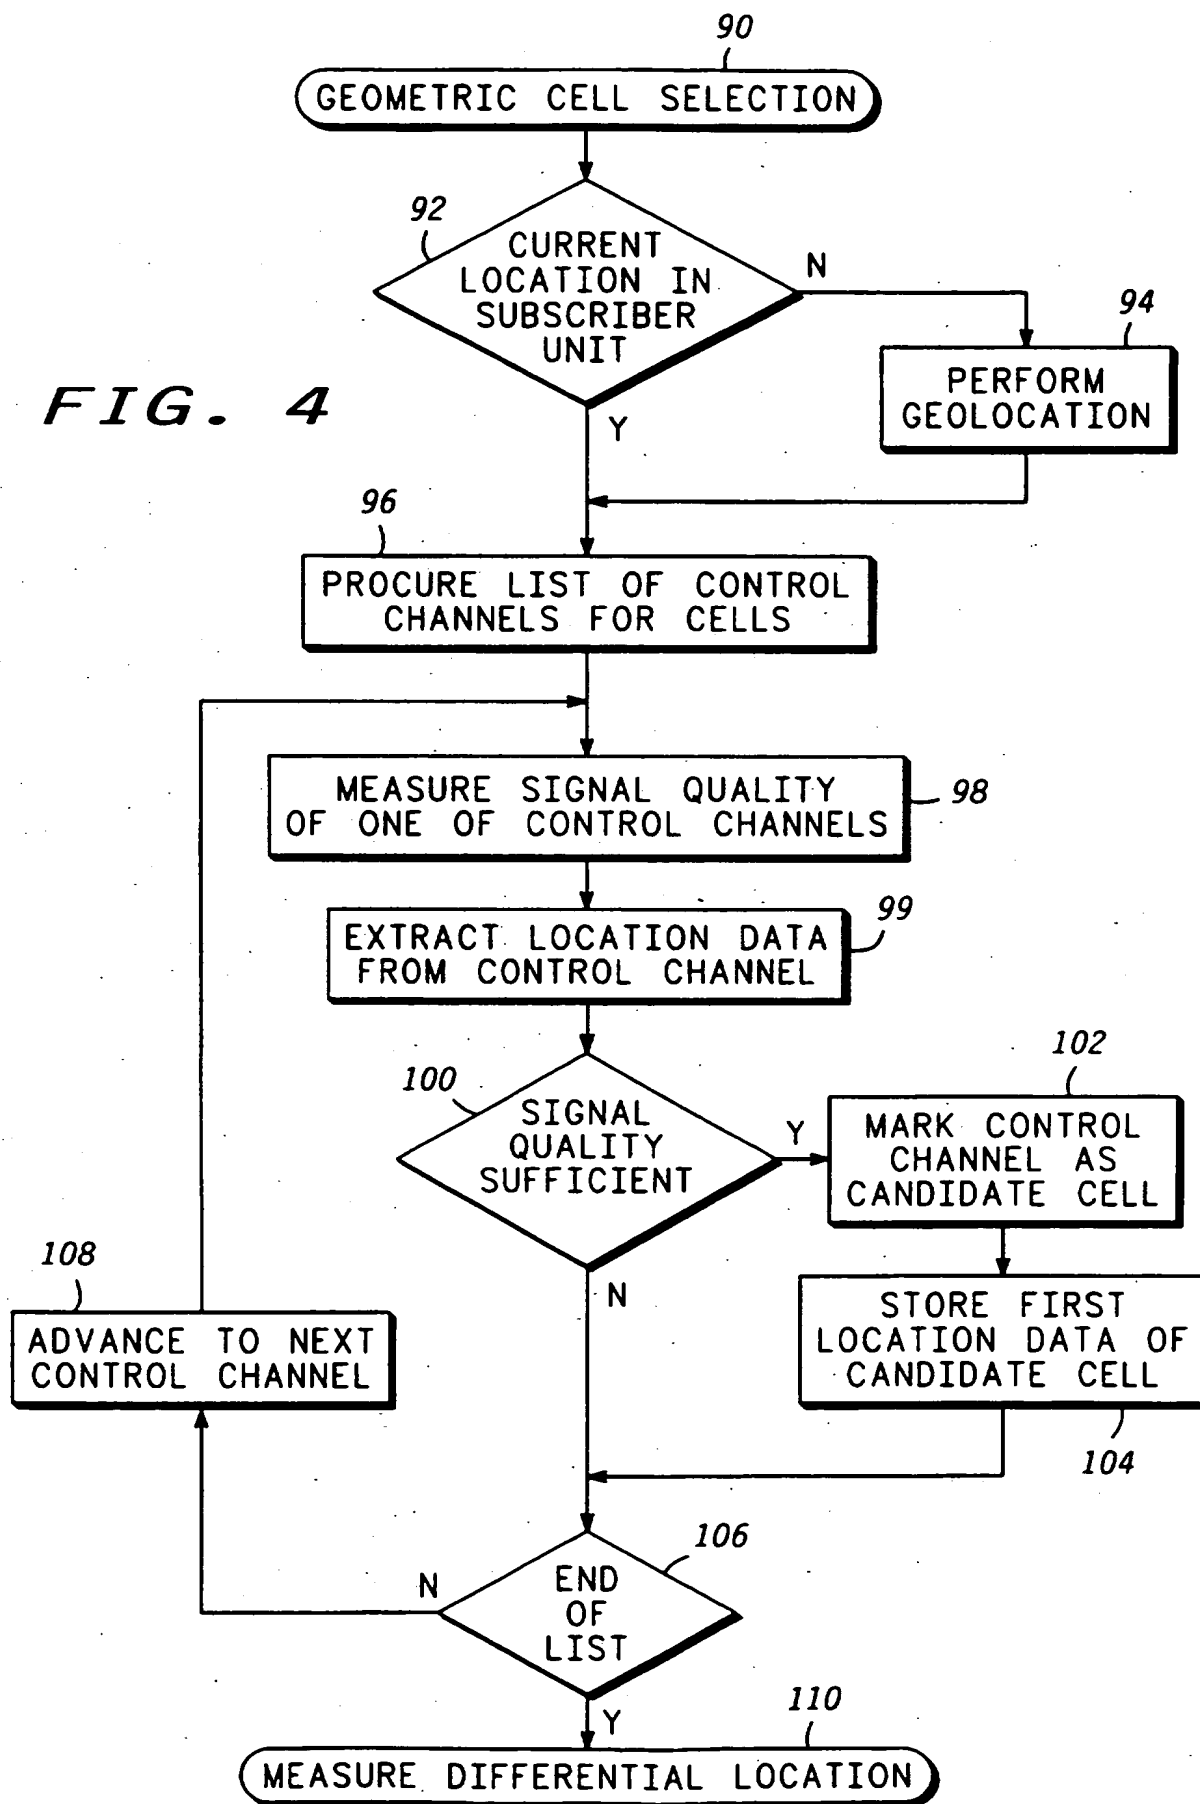 90
GEOMETRIC CELL SELECTION
92
CURRENT
LOCATION IN
SUBSCRIBER
UNIT
N
94
PERFORM
GEOLOCATION
FIG. 4
Y
96
PROCURE LIST OF CONTROL
CHANNELS FOR CELLS
MEASURE SIGNAL QUALITY
OF ONE OF CONTROL CHANNELS
98
99
EXTRACT LOCATION DATA
FROM CONTROL CHANNEL
100
SIGNAL
QUALITY
SUFFICIENT
Y
102
MARK CONTROL
CHANNEL AS
CANDIDATE CELL
N
STORE FIRST
LOCATION DATA OF
CANDIDATE CELL
104
108
ADVANCE TO NEXT
CONTROL CHANNEL
106
END
OF
LIST
N
Y
110
MEASURE DIFFERENTIAL LOCATION